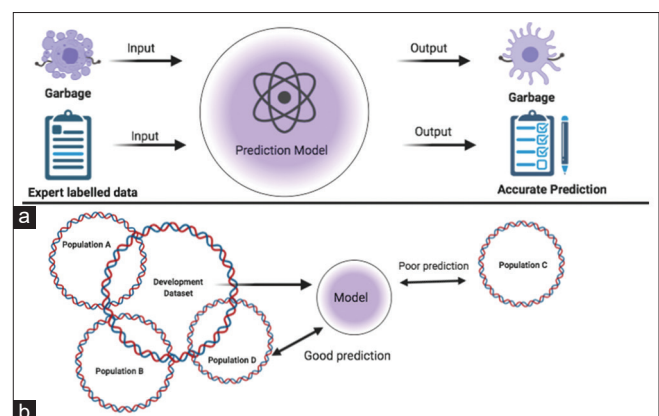 Input
Output
Garbage
Garbage
Input
Output
Prediction Model
Expert labelled data
Accurate Prediction
a
Population A
Development
Dataset
Poor prediction
Population C
Model
Population D
Good prediction
Population B
b